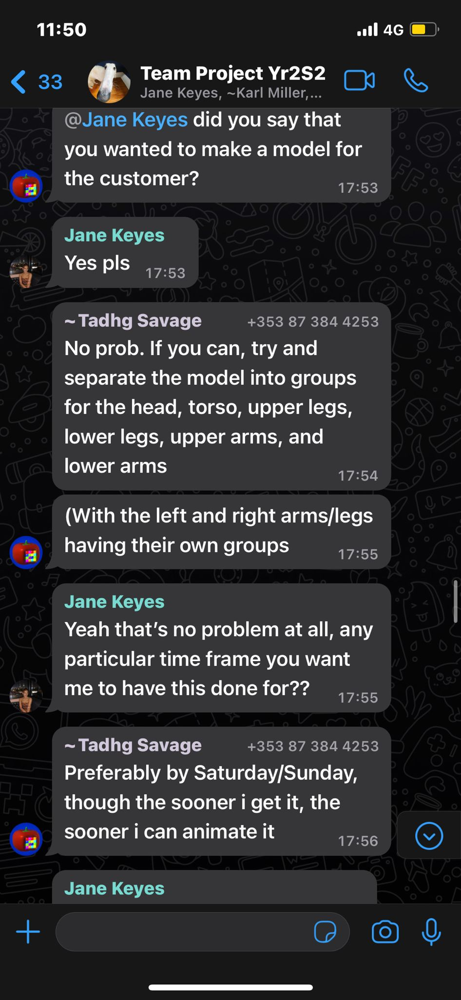 11:50
4G
33
Team Project Yr2S2
Jane Keyes, ~Karl Miller,...
@Jane Keyes did you say that
you wanted to make a model for
the customer?
17:53
Jane Keyes
Yes pls
17:53
~Tadhg Savage +353 87 384 4253
No prob. If you can, try and
separate the model into groups
for the head, torso, upper legs,
lower legs, upper arms, and
lower arms
17:54
(With the left and right arms/legs
having their own groups
17:55
Jane Keyes
Yeah that's no problem at all, any
particular time frame you want
me to have this done for??
17:55
~Tadhg Savage +353 87 384 4253
Preferably by Saturday/Sunday,
though the sooner i get it, the
sooner i can animate it
17:56
Jane Keyes